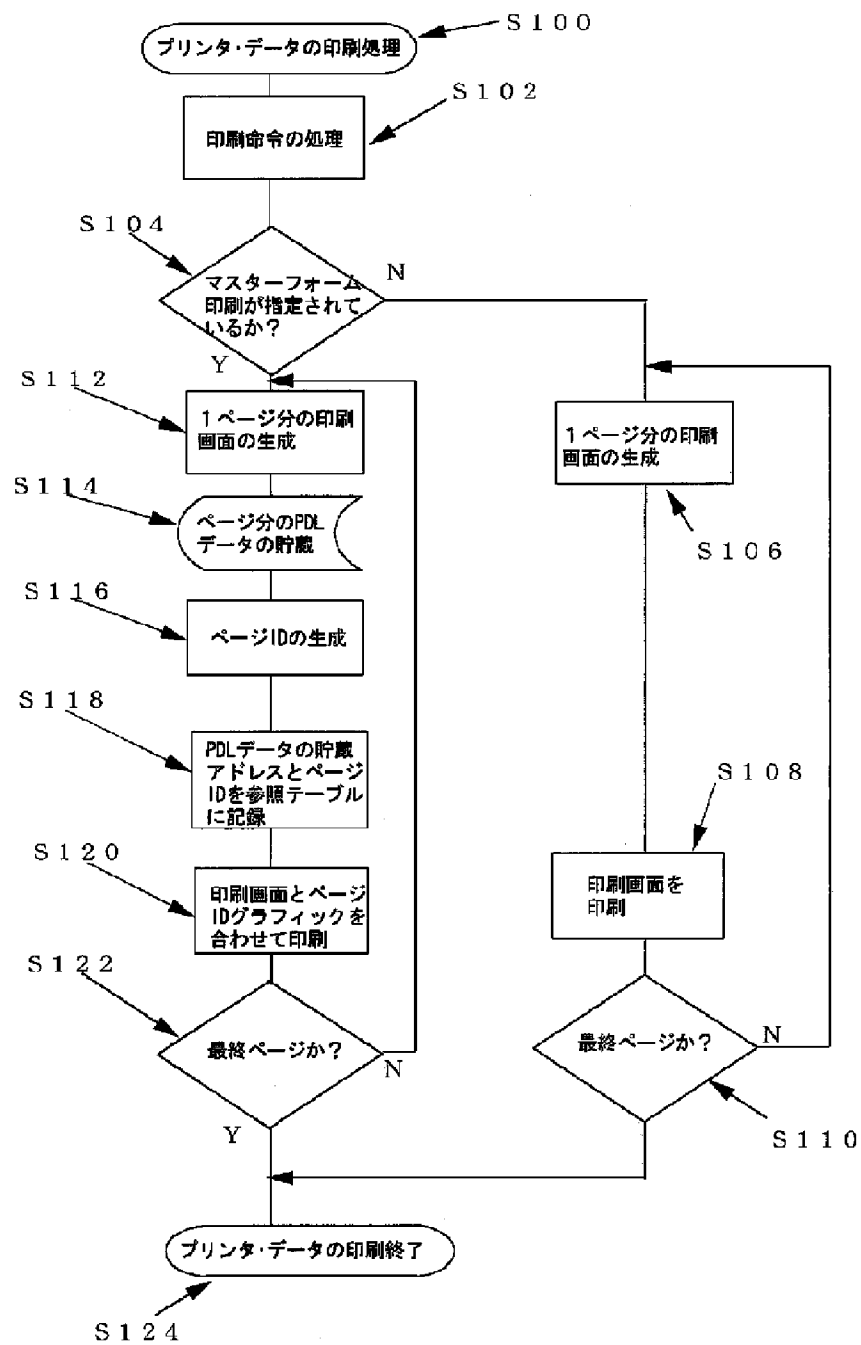 S100
プリンタ・データの印刷処理
S102
印刷命令の処理
S104
マスターフォーム
印刷が指定されて
いるか？
N
Y
S112
1ページ分の印刷
画面の生成
S114
ページ分のPDL
データの貯蔵
S116
ページIDの生成
S118
PDLデータの貯蔵
アドレスとページ
IDを参照テーブル
に記録
S120
印刷画面とページ
IDグラフィックを
合わせて印刷
S122
最終ページか？
N
Y
1ページ分の印刷
画面の生成
S106
S108
印刷画面を
印刷
最終ページか？
N
S110
プリンタ・データの印刷終了
S124